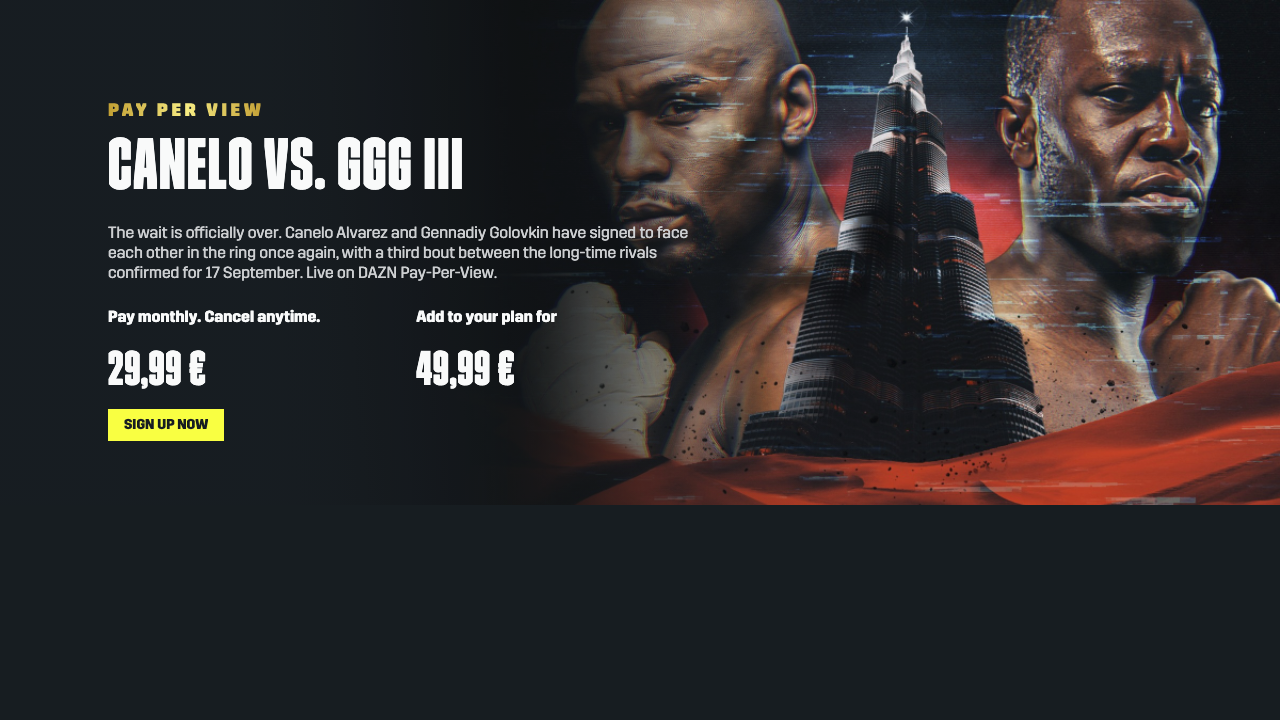 PAY PER VIEW
CANELO VS. GGG III
The wait is officially over. Canelo Alvarez and Gennadiy Golovkin have signed to face
each other in the ring once again, with a third bout between the long-time rivals
confirmed for 17 September. Live on DAZN Pay-Per-View.
Pay monthly. Cancel anytime.
29,99 €
Add to your plan for
49,99 €
SIGN UP NOW